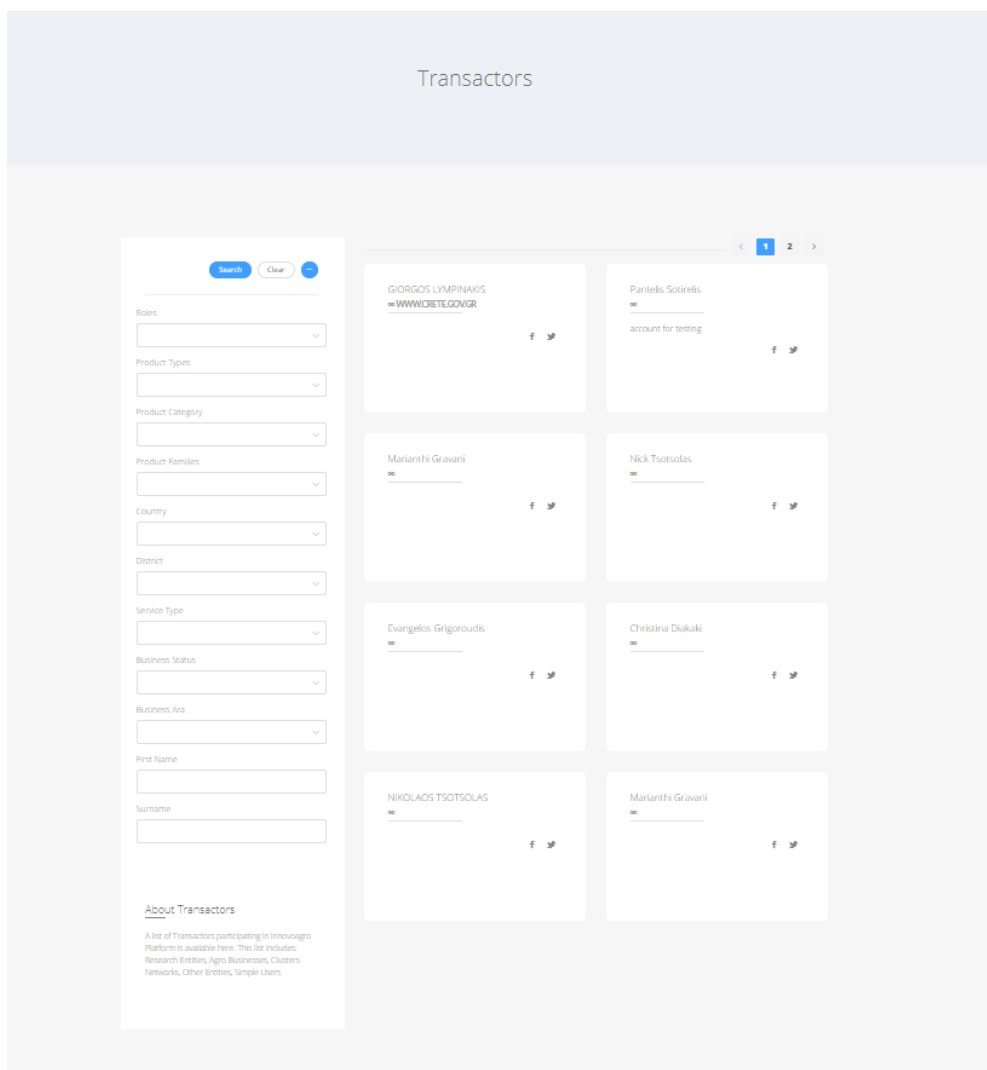 Transactors
Search Clear
Roles
Product Types
Product Category
Product Families
Country
District
Service Type
Business Status
Business Ara
First Name
Surname
About Transactors
A list of Transactors participating in Innovoagro
Platform is available here. This list includes:
Research Entities, Agro Businesses, Clusters
Networks, Other Entities, Simple Users
1 2
GIORGOS LYMPINAKIS
WWW.CRETE.GOV.GR
Pantelis Sotirelis
account for testing
Marianthi Gravani
Nick Tsotsolas
Evangelos Grigoroudis
Christina Diakaki
NIKOLAOS TSOTSOLAS
Marianthi Gravani